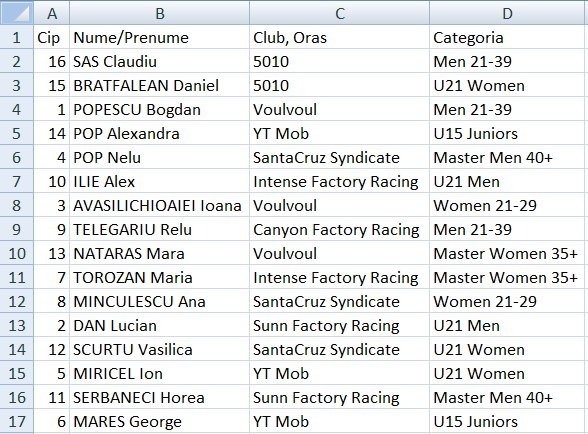 A B C D
1 Cip Nume/Prenume Club, Oras Categoria
2 16 SAS Claudiu 5010 Men 21-39
3 15 BRATFALEAN Daniel 5010 U21 Women
4 1 POPESCU Bogdan Voulvoul Men 21-39
5 14 POP Alexandra YT Mob U15 Juniors
6 4 POP Nelu SantaCruz Syndicate Master Men 40+
7 10 ILIE Alex Intense Factory Racing U21 Men
8 3 AVASILICHIOAIEI Ioana Voulvoul Women 21-29
9 9 TELEGARIU Relu Canyon Factory Racing Men 21-39
10 13 NATARAS Mara Voulvoul Master Women 35+
11 7 TOROZAN Maria Intense Factory Racing Master Women 35+
12 8 MINCULESCU Ana SantaCruz Syndicate Women 21-29
13 2 DAN Lucian Sunn Factory Racing U21 Men
14 12 SCURTU Vasilica SantaCruz Syndicate U21 Women
15 5 MIRICEL Ion YT Mob U21 Women
16 11 SERBANECI Horea Sunn Factory Racing Master Men 40+
17 6 MARES George YT Mob U15 Juniors